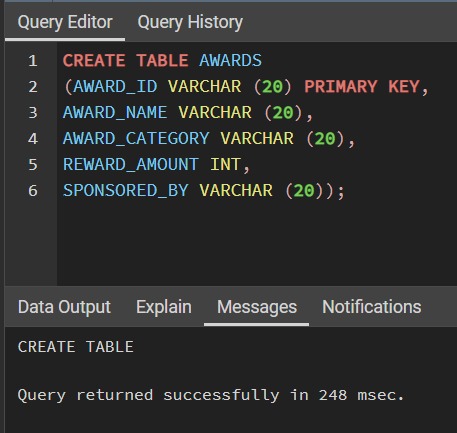 Query Editor Query History
1 CREATE TABLE AWARDS
2 (AWARD_ID VARCHAR (20) PRIMARY KEY,
3 AWARD_NAME VARCHAR (20),
4 AWARD_CATEGORY VARCHAR (20),
5 REWARD_AMOUNT INT,
6 SPONSORED_BY VARCHAR (20));
Data Output Explain Messages Notifications
CREATE TABLE
Query returned successfully in 248 msec.